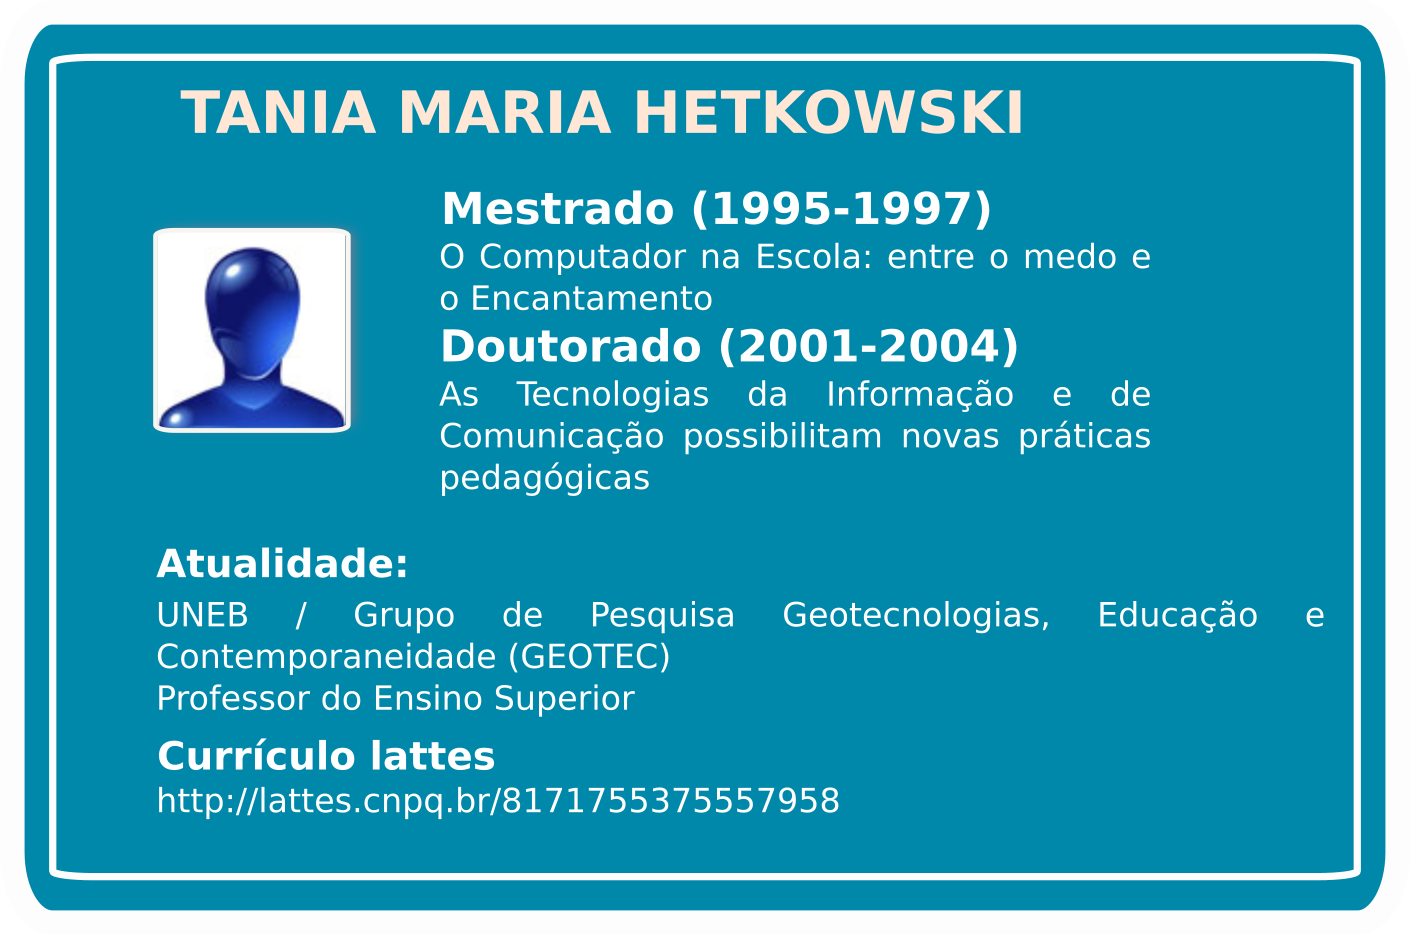 TANIA MARIA HETKOWSKI
Mestrado (1995-1997)
O Computador na Escola: entre o medo e
o Encantamento
Doutorado (2001-2004)
As Tecnologias da Informação e de
Comunicação possibilitam novas práticas
pedagógicas
Atualidade:
UNEB / Grupo de Pesquisa Geotecnologias, Educação e
Contemporaneidade (GEOTEC)
Professor do Ensino Superior
Currículo lattes
http://lattes.cnpq.br/8171755375557958